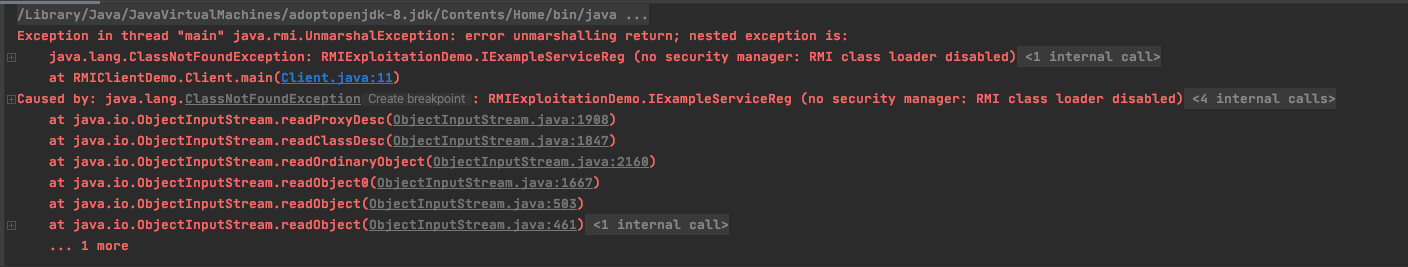 /Library/Java/JavaVirtualMachines/adoptopenjdk-8.jdk/Contents/Home/bin/java ...
Exception in thread "main" java.rmi.UnmarshalException: error unmarshalling return; nested exception is:
java.lang.ClassNotFoundException: RMIExploitationDemo.IExampleServiceReg (no security manager: RMI class loader disabled) <1 internal call>
at RMIClientDemo.Client.main(Client.java:11)
Caused by: java.lang.ClassNotFoundException Create breakpoint : RMIExploitationDemo.IExampleServiceReg (no security manager: RMI class loader disabled) <4 internal calls>
at java.io.ObjectInputStream.readProxyDesc(ObjectInputStream.java:1908)
at java.io.ObjectInputStream.readClassDesc(ObjectInputStream.java:1847)
at java.io.ObjectInputStream.readOrdinaryObject(ObjectInputStream.java:2160)
at java.io.ObjectInputStream.readObject0(ObjectInputStream.java:1667)
at java.io.ObjectInputStream.readObject(ObjectInputStream.java:503)
at java.io.ObjectInputStream.readObject(ObjectInputStream.java:461) <1 internal call>
... 1 more